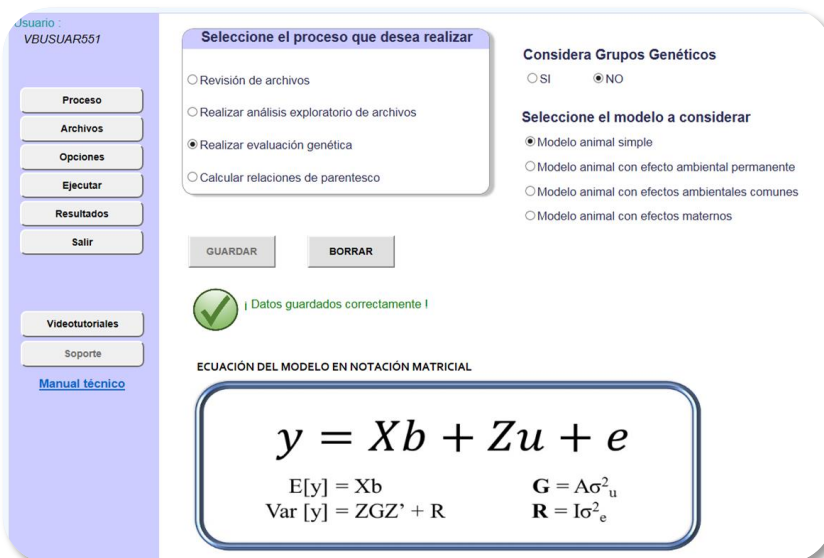 Usuario :
VBUSUAR551
Proceso
Archivos
Opciones
Ejecutar
Resultados
Salir
Videotutoriales
Soporte
Manual técnico
Seleccione el proceso que desea realizar
Revisión de archivos
Realizar análisis exploratorio de archivos
Realizar evaluación genética
Calcular relaciones de parentesco
Considera Grupos Genéticos
SI NO
Seleccione el modelo a considerar
Modelo animal simple
Modelo animal con efecto ambiental permanente
Modelo animal con efectos ambientales comunes
Modelo animal con efectos maternos
GUARDAR BORRAR
¡ Datos guardados correctamente !
ECUACIÓN DEL MODELO EN NOTACIÓN MATRICIAL
y = Xb + Zu + e
E[y] = Xb G = Aσ²ᵤ
Var [y] = ZGZ’ + R R = Iσ²ₑ